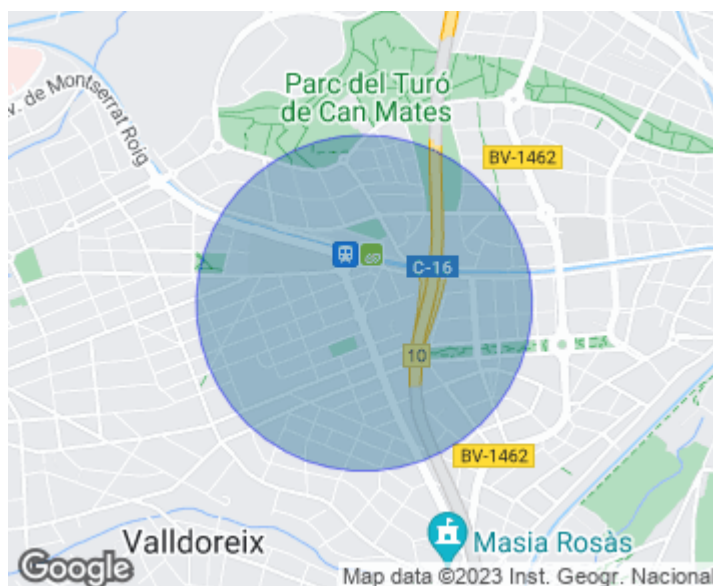 Parc del Turó
de Can Mates
v. de Montserrat Roig
BV-1462
C-16
10
BV-1462
Valldoreix
Masia Rosàs
Google
Map data ©2023 Inst. Geogr. Nacional